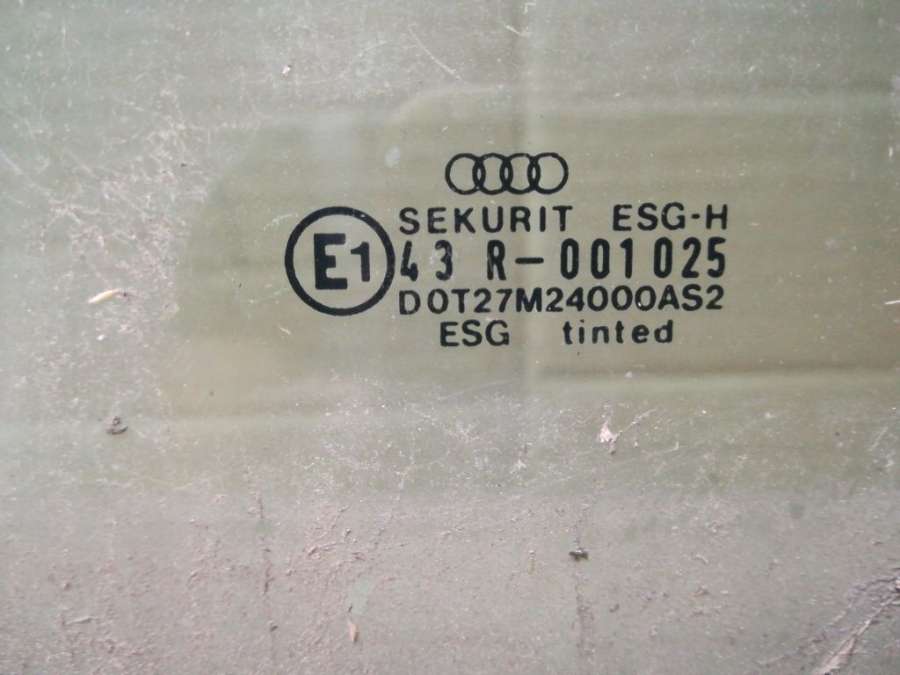 SEKURIT ESG-H
E1 43 R-001025
DOT27M24000AS2
ESG tinted